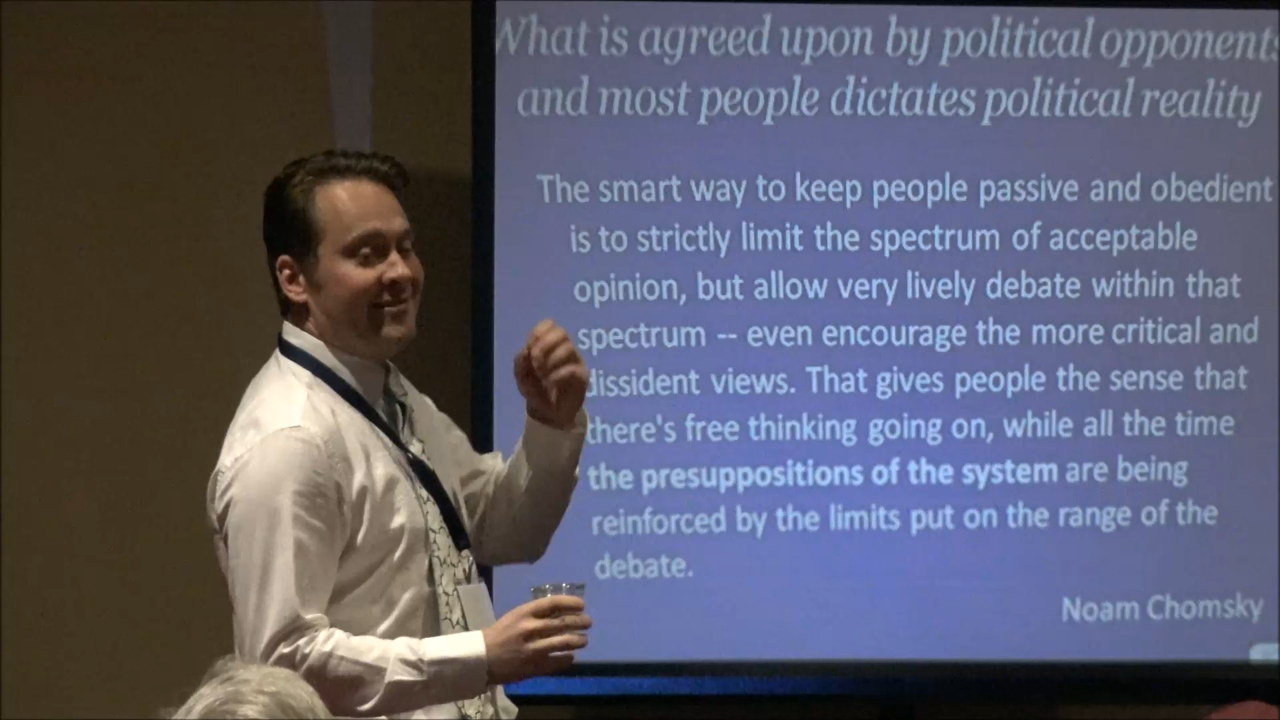 What is agreed upon by political opponents
and most people dictates political reality
The smart way to keep people passive and obedient
is to strictly limit the spectrum of acceptable
opinion, but allow very lively debate within that
spectrum -- even encourage the more critical and
dissident views. That gives people the sense that
there's free thinking going on, while all the time
the presuppositions of the system are being
reinforced by the limits put on the range of the
debate.
Noam Chomsky